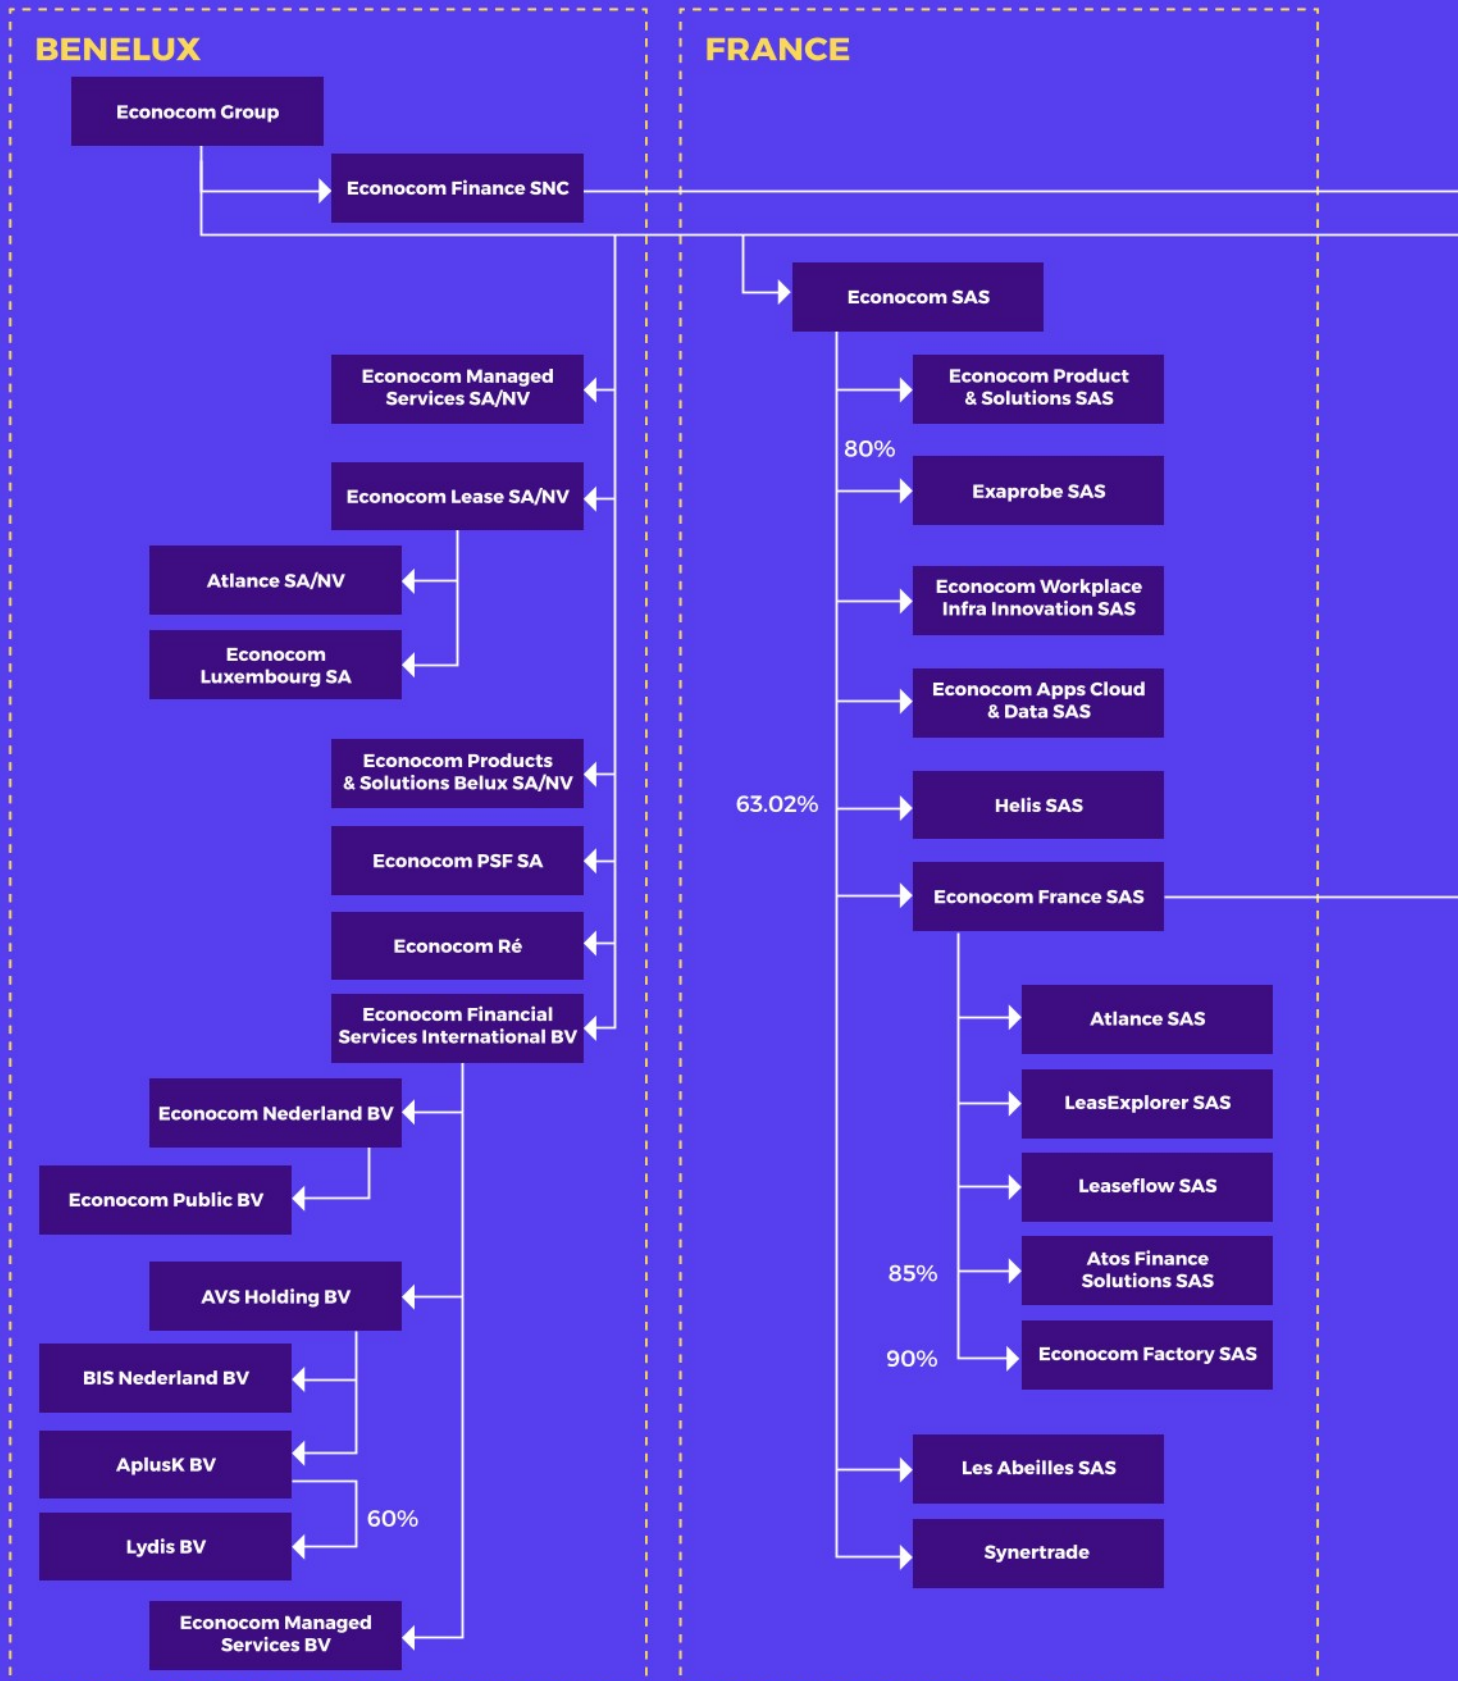 BENELUX
Econocom Group
Econocom Finance SNC
Econocom Managed
Services SA/NV
Econocom Lease SA/NV
Atlance SA/NV
Econocom
Luxembourg SA
Econocom Products
& Solutions Belux SA/NV
Econocom PSF SA
Econocom Ré
Econocom Financial
Services International BV
Econocom Nederland BV
Econocom Public BV
AVS Holding BV
BIS Nederland BV
AplusK BV
60%
Lydis BV
Econocom Managed
Services BV
FRANCE
Econocom SAS
Econocom Product
& Solutions SAS
80%
Exaprobe SAS
Econocom Workplace
Infra Innovation SAS
Econocom Apps Cloud
& Data SAS
63.02%
Helis SAS
Econocom France SAS
Atlance SAS
LeasExplorer SAS
Leaseflow SAS
85%
Atos Finance
Solutions SAS
90%
Econocom Factory SAS
Les Abeilles SAS
Synertrade